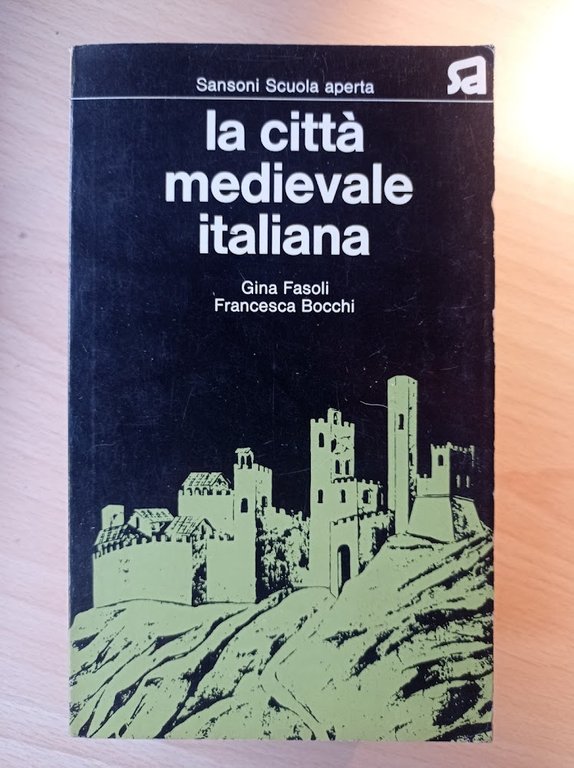 Sansoni Scuola aperta
sa
la città
medievale
italiana
Gina Fasoli
Francesca Bocchi